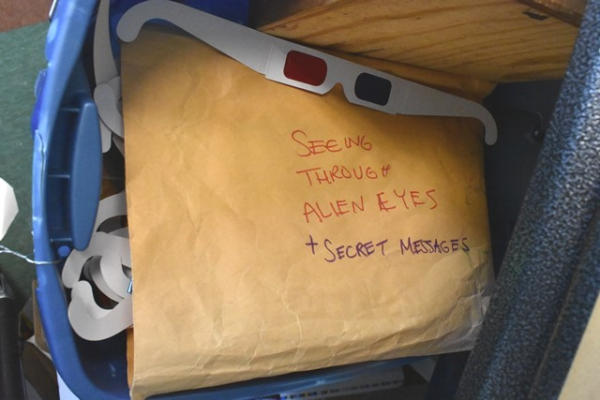 SEEING
THROUGH
ALIEN EYES
+ SECRET MESSAGES